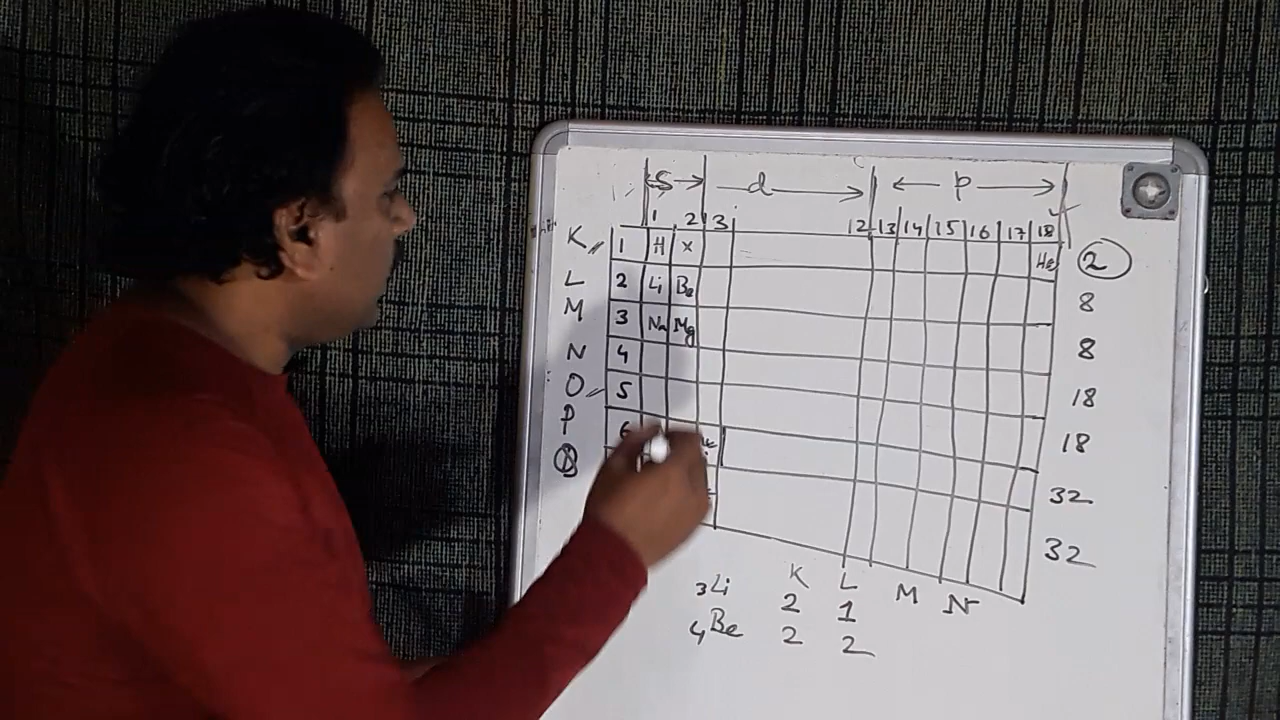 S d p
1 2 3 12 13 14 15 16 17 18
K 1 H x He 2
L 2 Li Be 8
M 3 Na Mg 8
N 4 18
O 5 18
P 6 32
32
K L M N
3Li 2 1
4Be 2 2